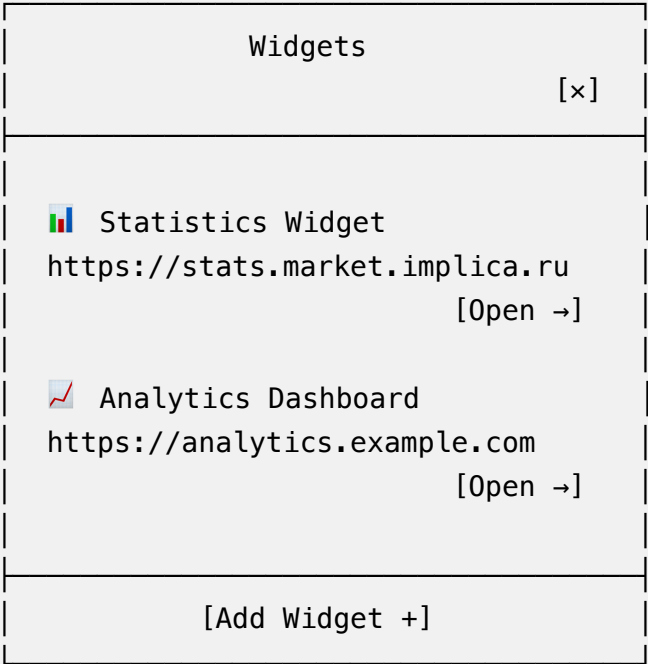 Widgets
[×]
📊 Statistics Widget
https://stats.market.implica.ru
[Open →]
📈 Analytics Dashboard
https://analytics.example.com
[Open →]
[Add Widget +]